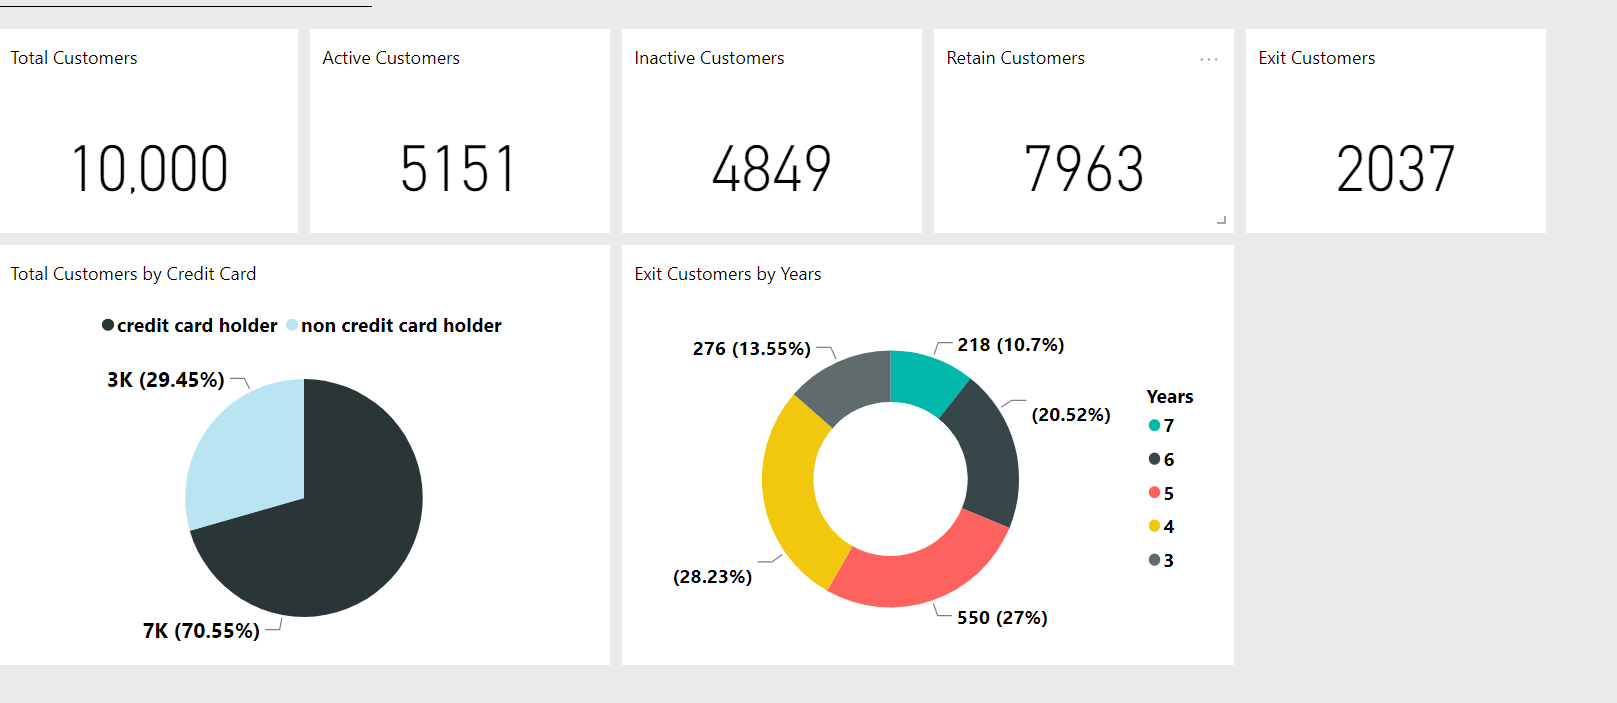 Total Customers
10,000
Active Customers
5151
Inactive Customers
4849
Retain Customers
7963
Exit Customers
2037
Total Customers by Credit Card
credit card holder non credit card holder
3K (29.45%)
7K (70.55%)
Exit Customers by Years
276 (13.55%)
218 (10.7%)
(20.52%)
(28.23%)
550 (27%)
Years
7
6
5
4
3